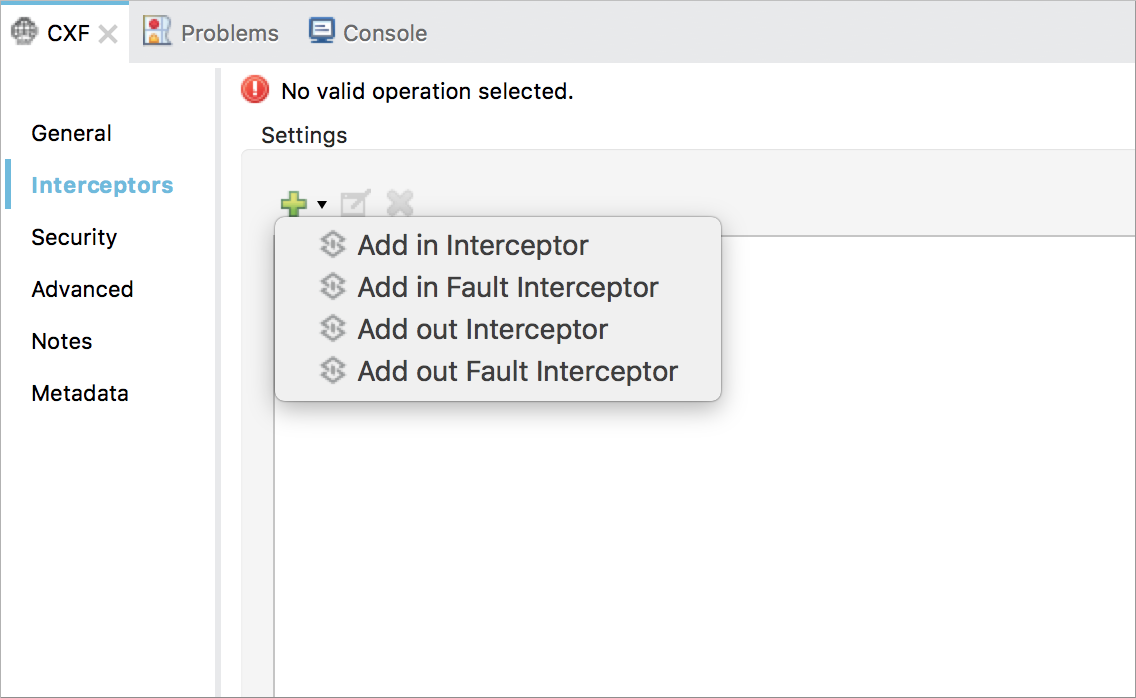 CXF Problems Console
No valid operation selected.
Settings
General
Interceptors
Security
Advanced
Notes
Metadata
Add in Interceptor
Add in Fault Interceptor
Add out Interceptor
Add out Fault Interceptor